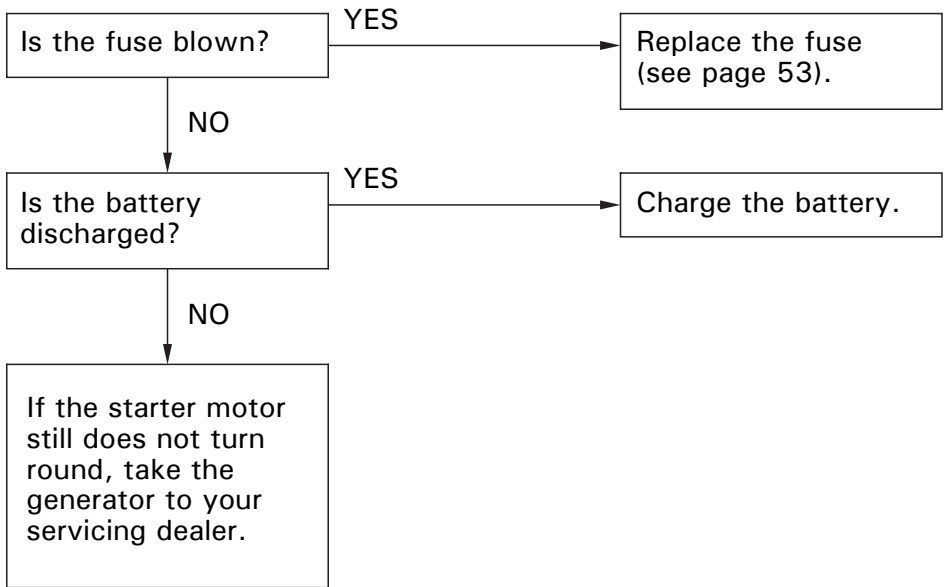 Is the fuse blown?
YES
Replace the fuse
(see page 53).
NO
Is the battery
discharged?
YES
Charge the battery.
NO
If the starter motor
still does not turn
round, take the
generator to your
servicing dealer.